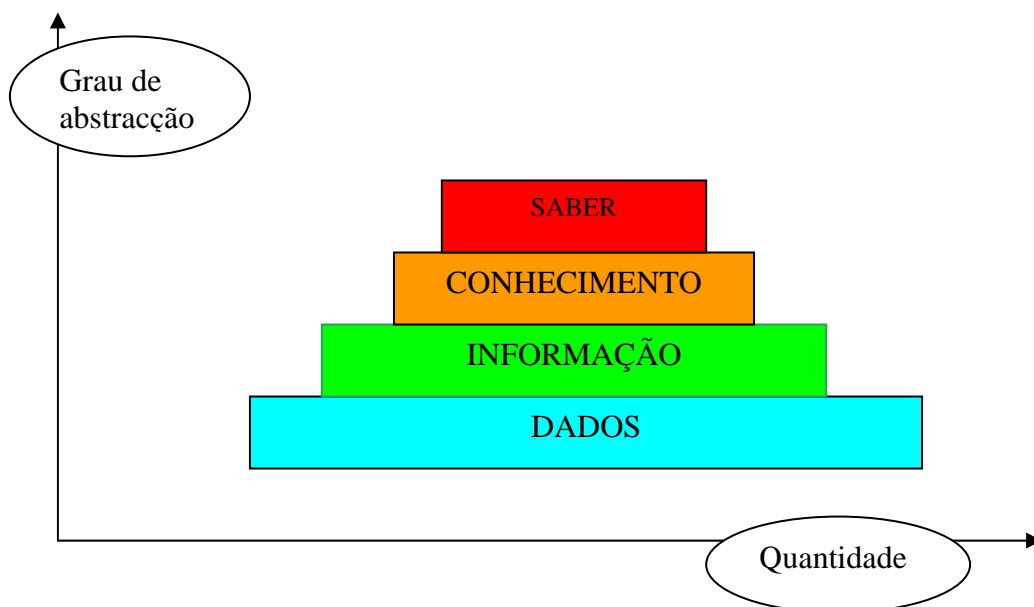 Grau de
abstracção
SABER
CONHECIMENTO
INFORMAÇÃO
DADOS
Quantidade